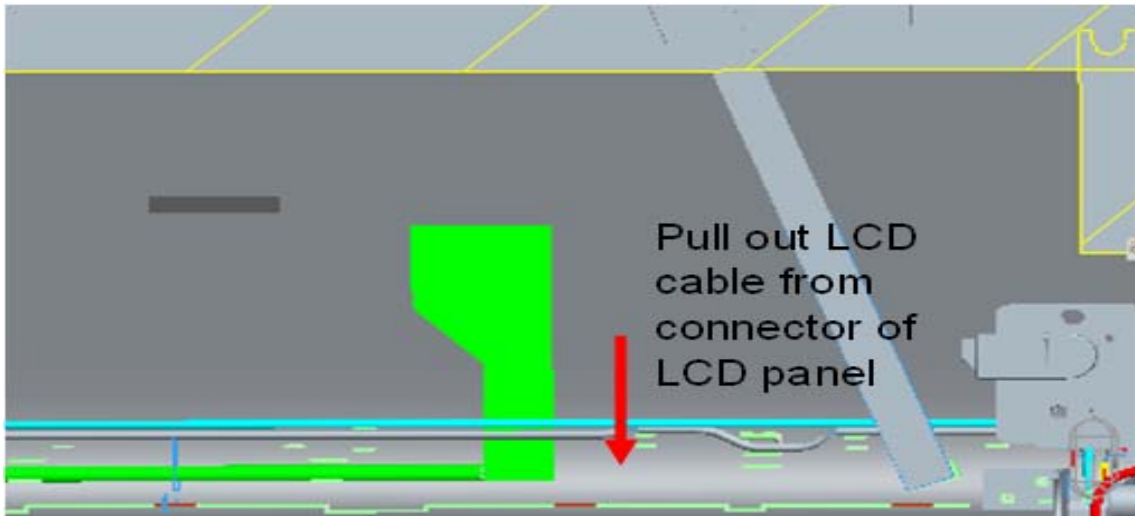 Pull out LCD
cable from
connector of
LCD panel